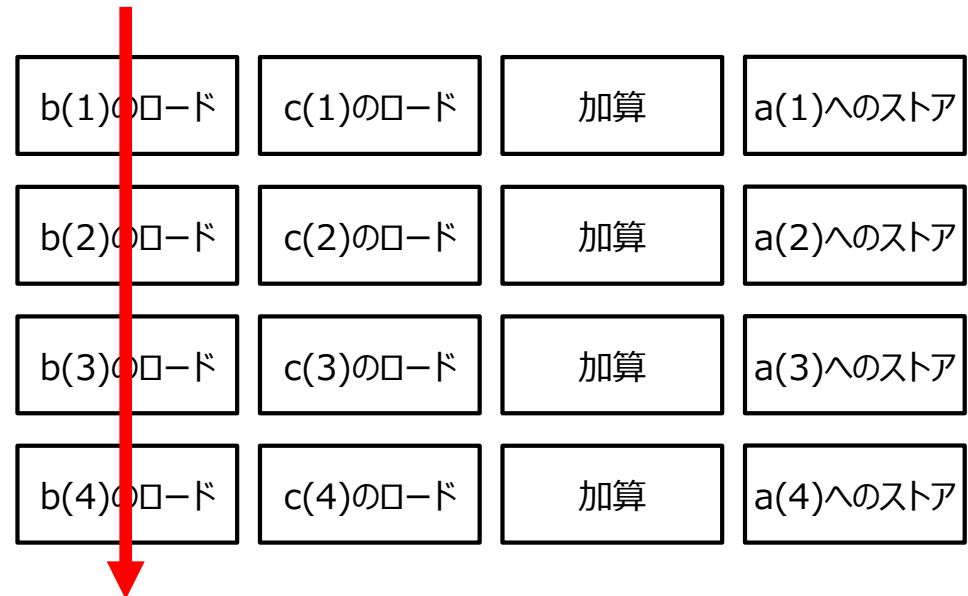 b(1)のロード
c(1)のロード
加算
a(1)へのストア
b(2)のロード
c(2)のロード
加算
a(2)へのストア
b(3)のロード
c(3)のロード
加算
a(3)へのストア
b(4)のロード
c(4)のロード
加算
a(4)へのストア